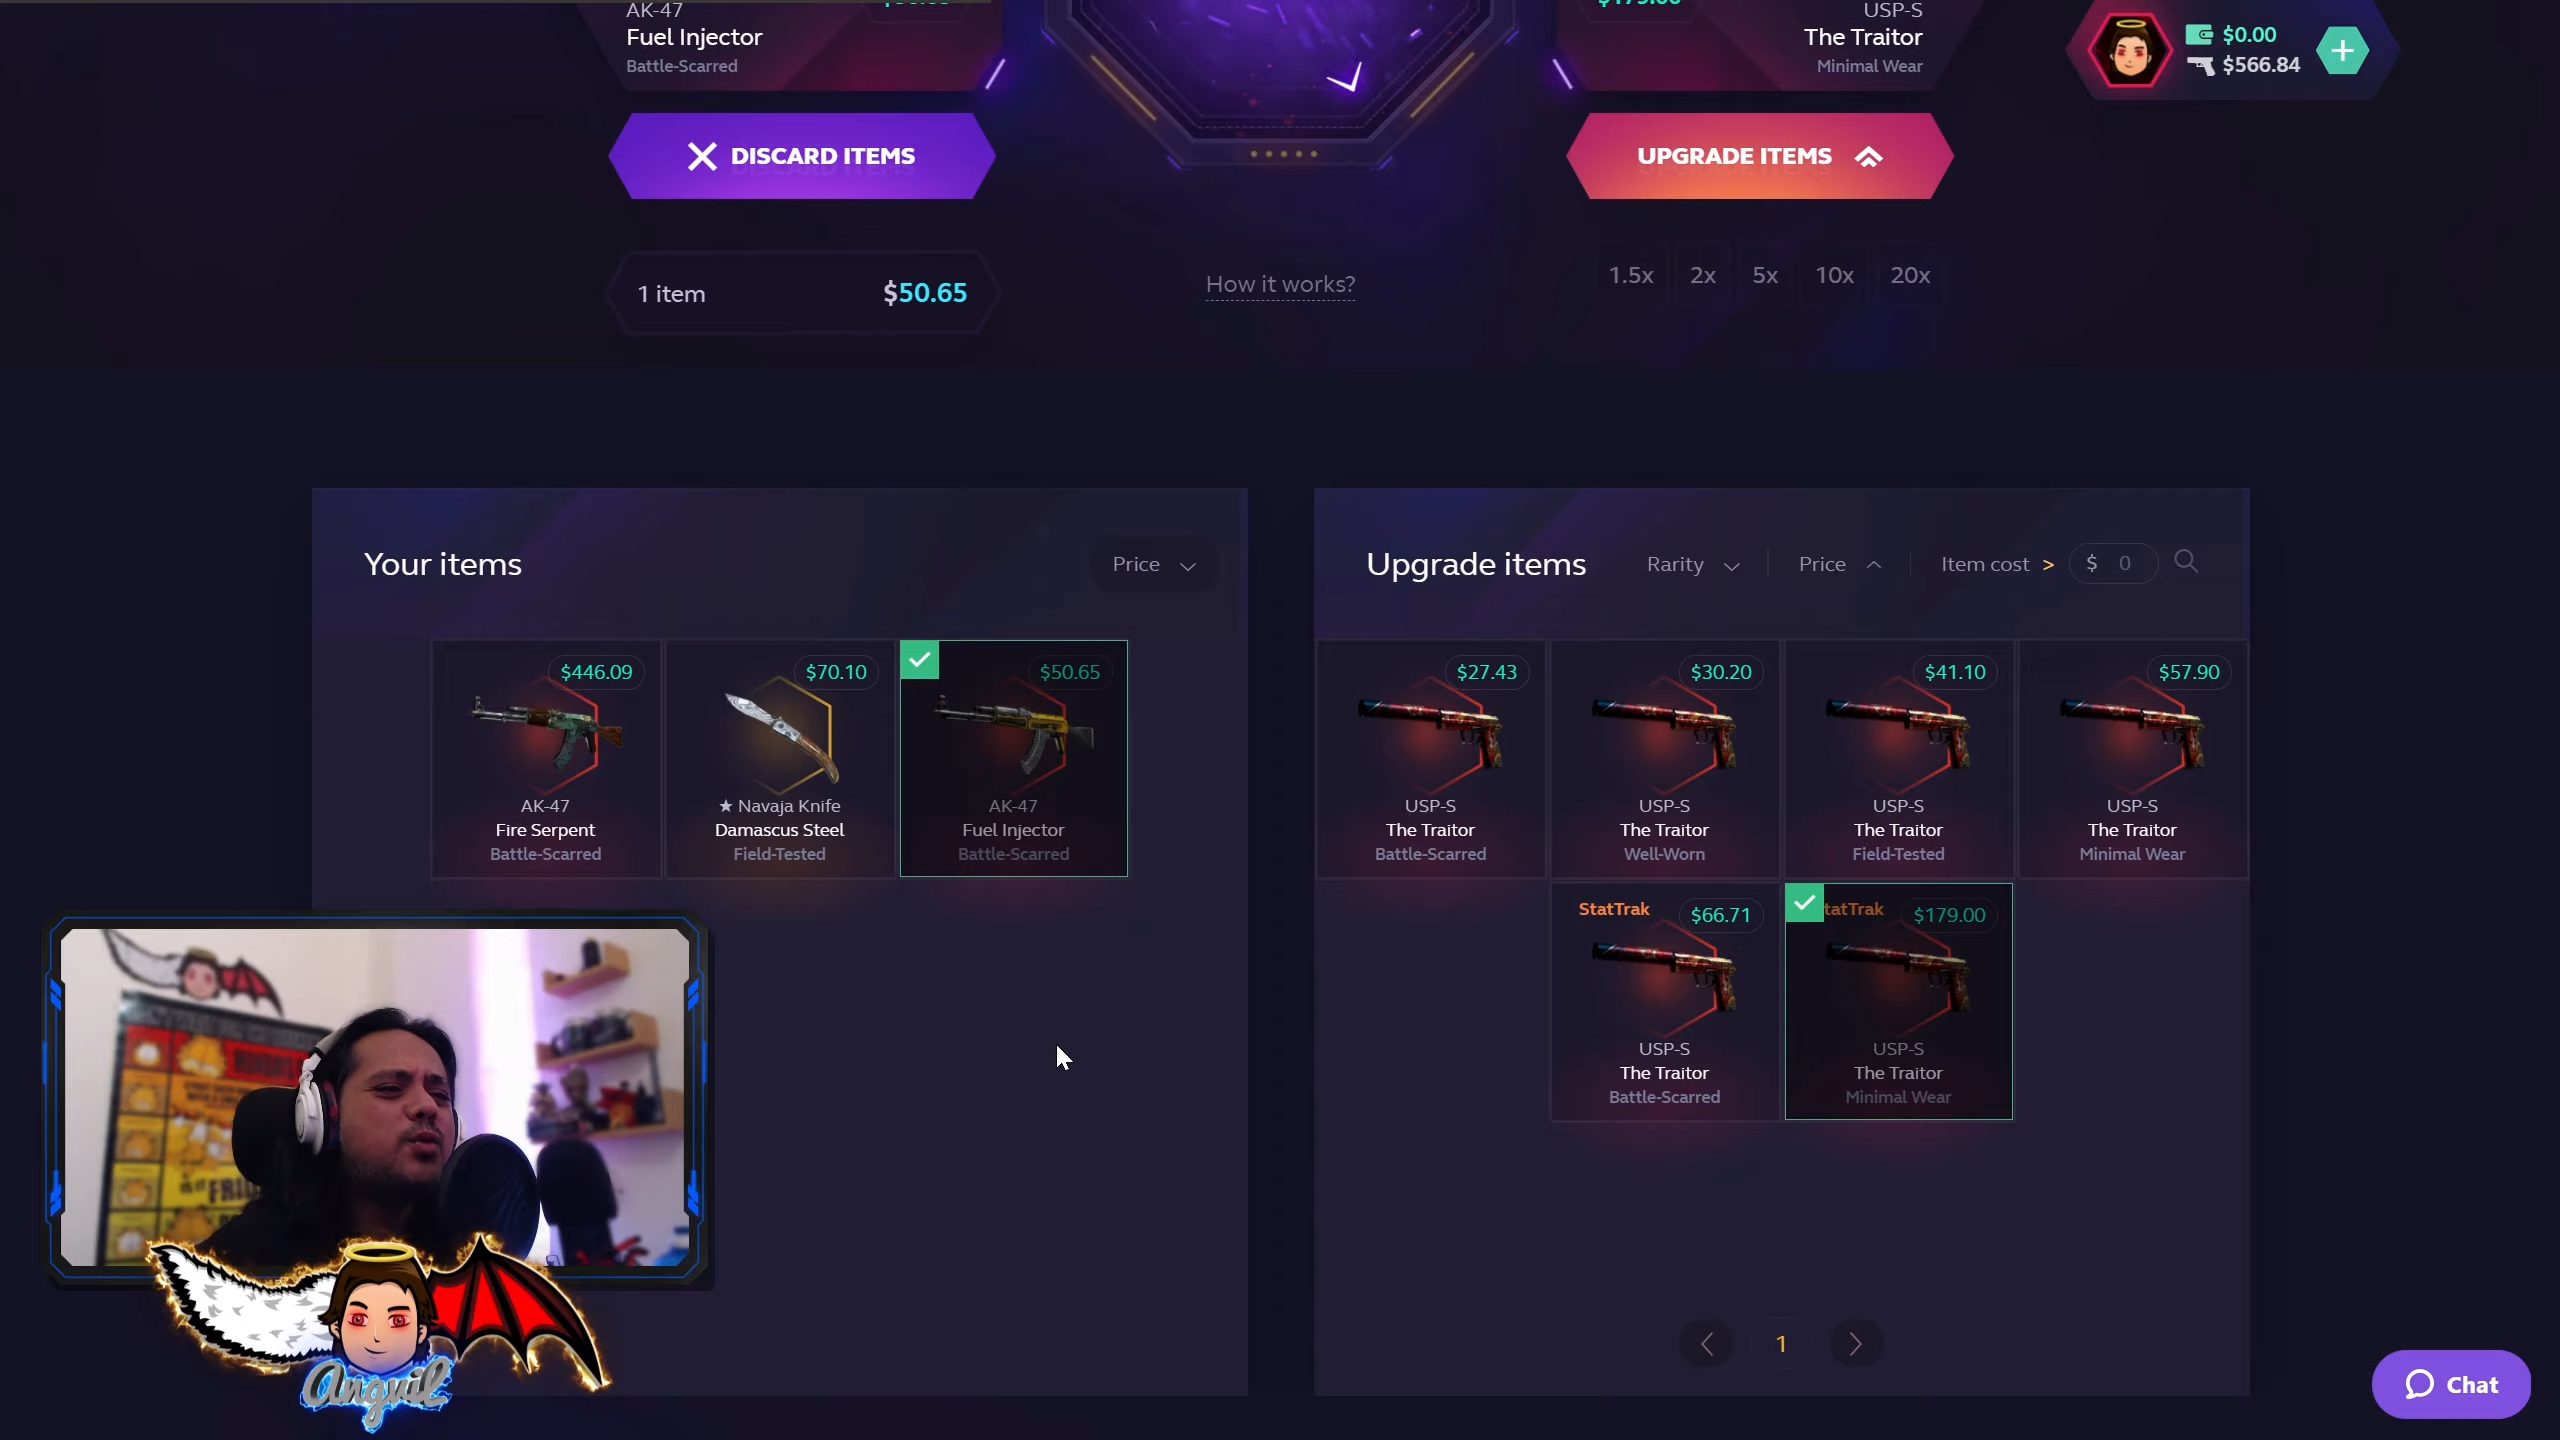 AK-47
Fuel Injector
Battle-Scarred
USP-S
$179.00
The Traitor
Minimal Wear
$0.00
$566.84
DISCARD ITEMS
UPGRADE ITEMS
1 item
$50.65
How it works?
1.5x
2x
5x
10x
20x
Your items
Price
Upgrade items
Rarity
Price
Item cost >
$ 0
$446.09
AK-47
Fire Serpent
Battle-Scarred
$70.10
★ Navaja Knife
Damascus Steel
Field-Tested
$50.65
AK-47
Fuel Injector
Battle-Scarred
$27.43
USP-S
The Traitor
Battle-Scarred
$30.20
USP-S
The Traitor
Well-Worn
$41.10
USP-S
The Traitor
Field-Tested
$57.90
USP-S
The Traitor
Minimal Wear
StatTrak
$66.71
USP-S
The Traitor
Battle-Scarred
tatTrak
$179.00
USP-S
The Traitor
Minimal Wear
Angvil
1
Chat